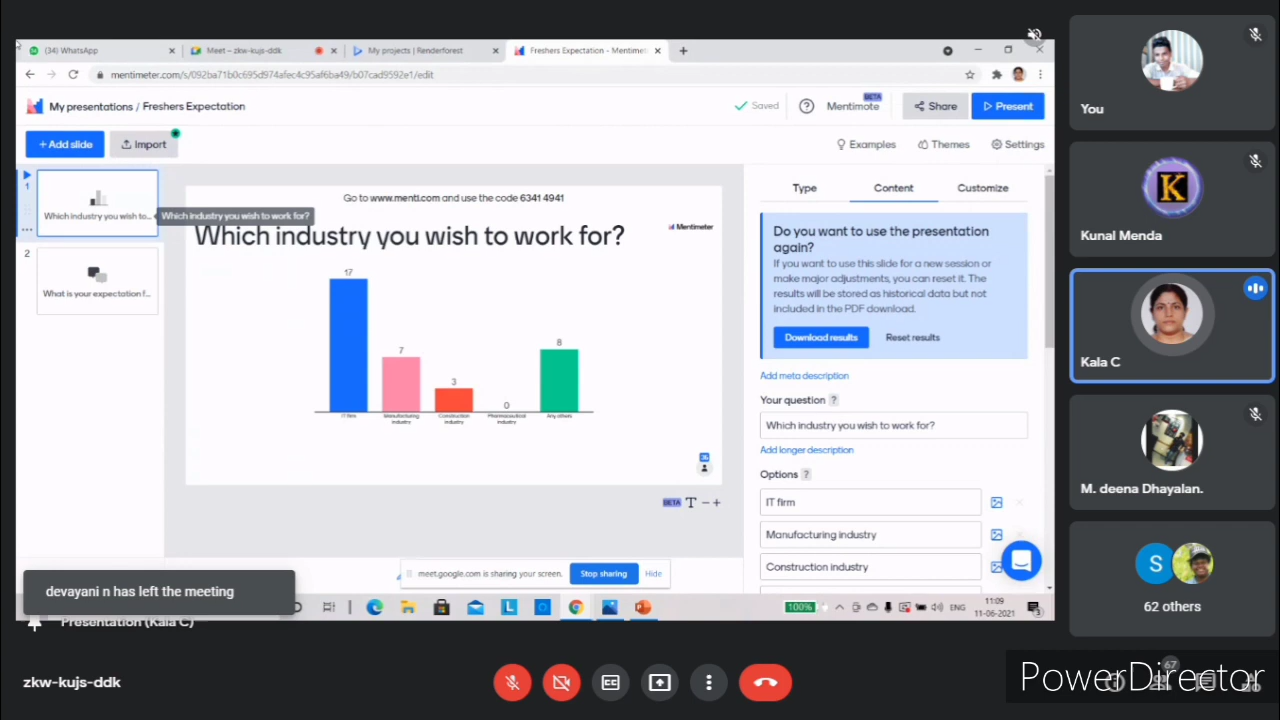 (34) WhatsApp
Meet – zkw-kujs-ddk
My projects | Renderforest
Freshers Expectation - Mentimet
mentimeter.com/s/092ba71b0c695d974afec4c95af6ba49/b07cad9592e1/edit
My presentations / Freshers Expectation
Saved
Mentimote
BETA
Share
Present
+ Add slide
Import
Examples
Themes
Settings
1
Which industry you wish to...
Which industry you wish to work for?
2
What is your expectation f...
Go to www.menti.com and use the code 6341 4941
Mentimeter
Which industry you wish to work for?
17
7
3
0
8
IT firm
Manufacturing industry
Construction industry
Pharmaceutical industry
Any others
BETA T − +
Type
Content
Customize
Do you want to use the presentation
again?
If you want to use this slide for a new session or
make major adjustments, you can reset it. The
results will be stored as historical data but not
included in the PDF download.
Download results
Reset results
Add meta description
Your question ?
Which industry you wish to work for?
Add longer description
Options ?
IT firm
Manufacturing industry
Construction industry
meet.google.com is sharing your screen.
Stop sharing
Hide
devayani n has left the meeting
Presentation (Kala C)
100%
ENG
11:09
11-06-2021
3
You
K
Kunal Menda
Kala C
M. deena Dhayalan.
S
62 others
zkw-kujs-ddk
67
PowerDirector